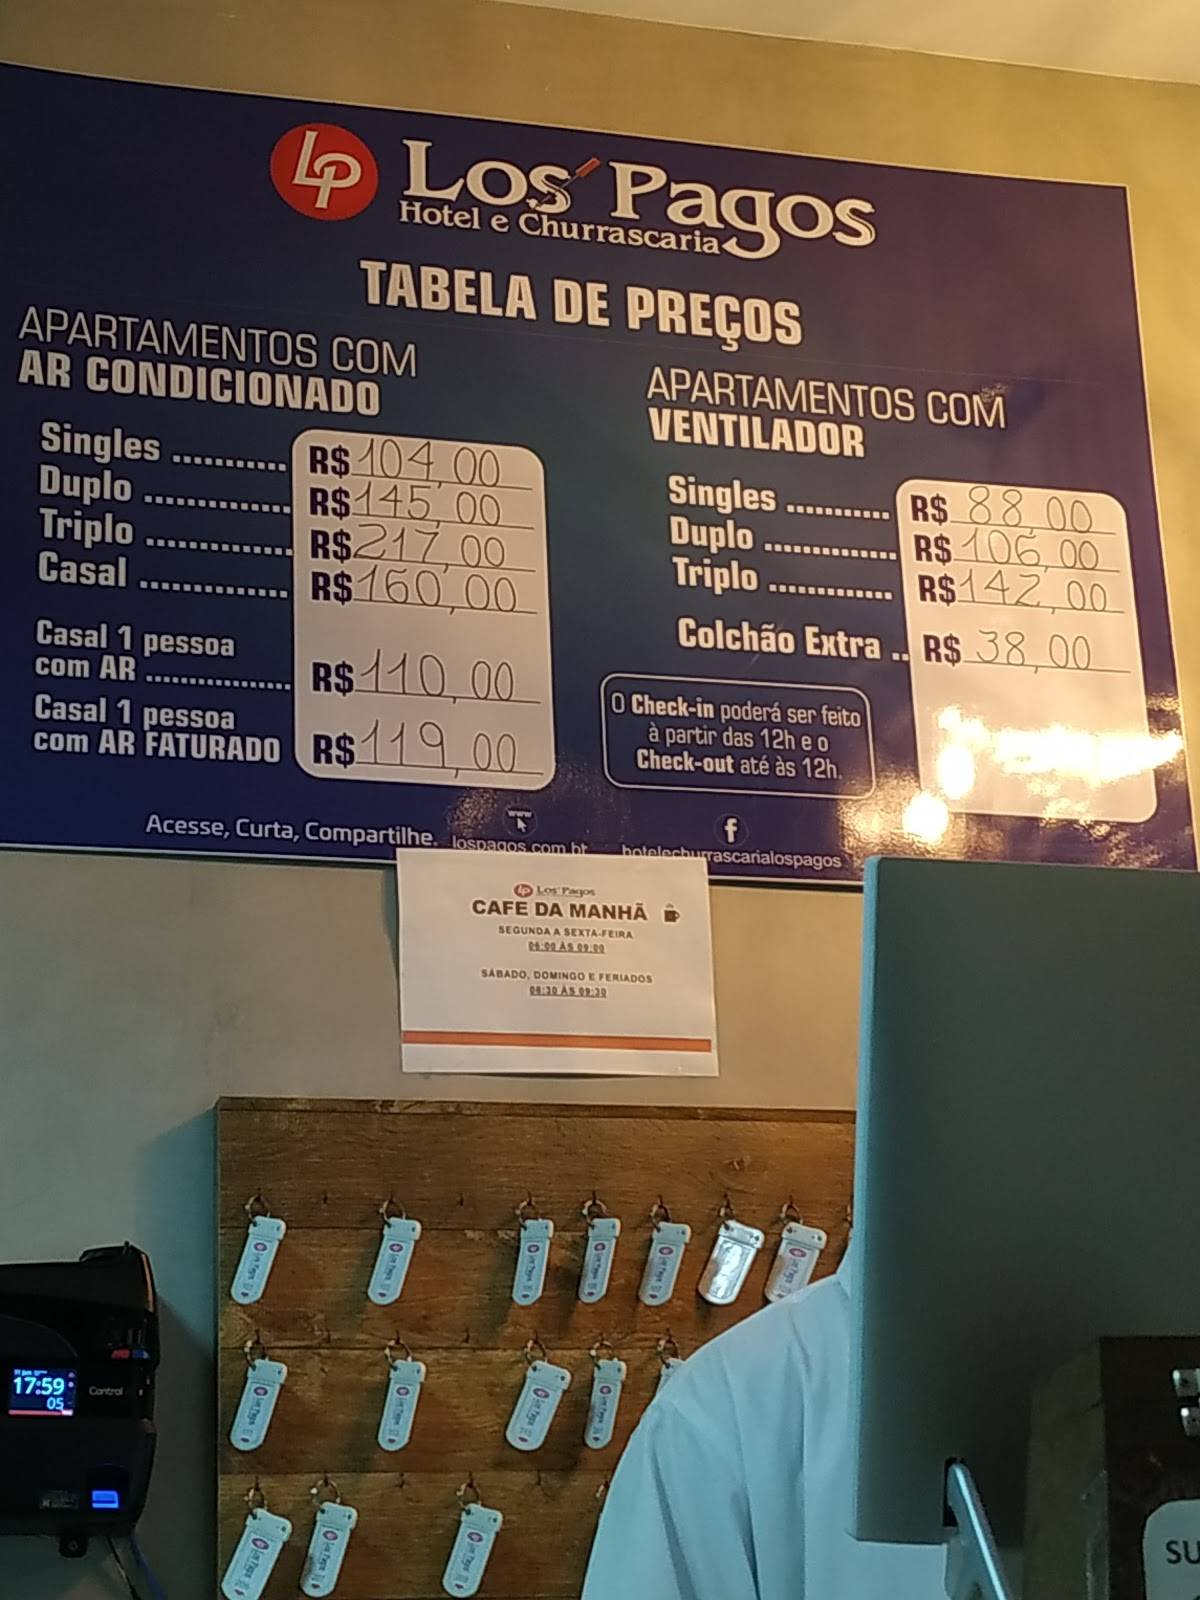 LP Los Pagos
Hotel e Churrascaria
TABELA DE PREÇOS
APARTAMENTOS COM
AR CONDICIONADO
Singles ........... R$ 104,00
Duplo .............. R$ 145,00
Triplo .............. R$ 217,00
Casal .............. R$ 160,00
Casal 1 pessoa
com AR ................. R$ 110,00
Casal 1 pessoa
com AR FATURADO R$ 119,00
APARTAMENTOS COM
VENTILADOR
Singles ........... R$ 88,00
Duplo .............. R$ 106,00
Triplo ............. R$ 142,00
Colchão Extra .. R$ 38,00
O Check-in poderá ser feito
à partir das 12h e o
Check-out até às 12h.
Acesse, Curta, Compartilhe.
www
lospagos.com.br
f
hotelechurrascarialospagos
LP Los Pagos
CAFE DA MANHÃ
SEGUNDA A SEXTA-FEIRA
06:00 ÀS 09:00
SÁBADO, DOMINGO E FERIADOS
06:30 ÀS 09:30
17:59
05
Control
SU